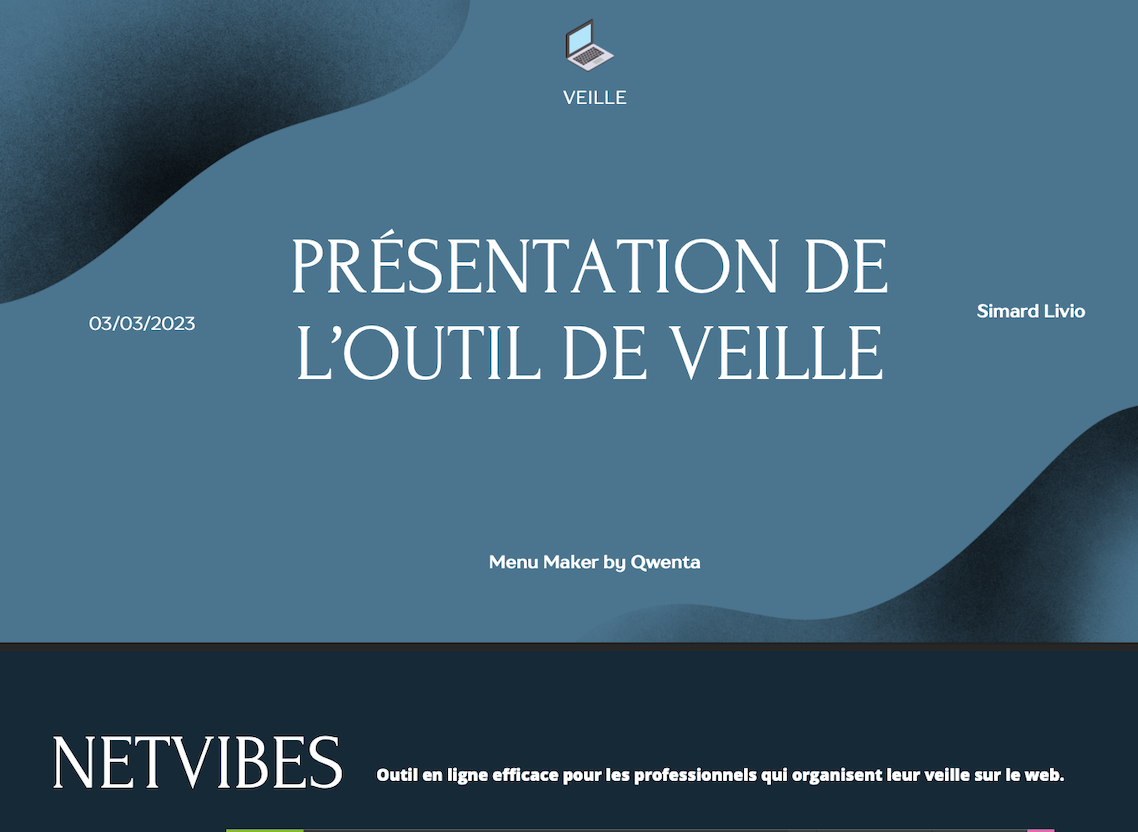 VEILLE
PRÉSENTATION DE
L’OUTIL DE VEILLE
03/03/2023
Simard Livio
Menu Maker by Qwenta
NETVIBES
Outil en ligne efficace pour les professionnels qui organisent leur veille sur le web.